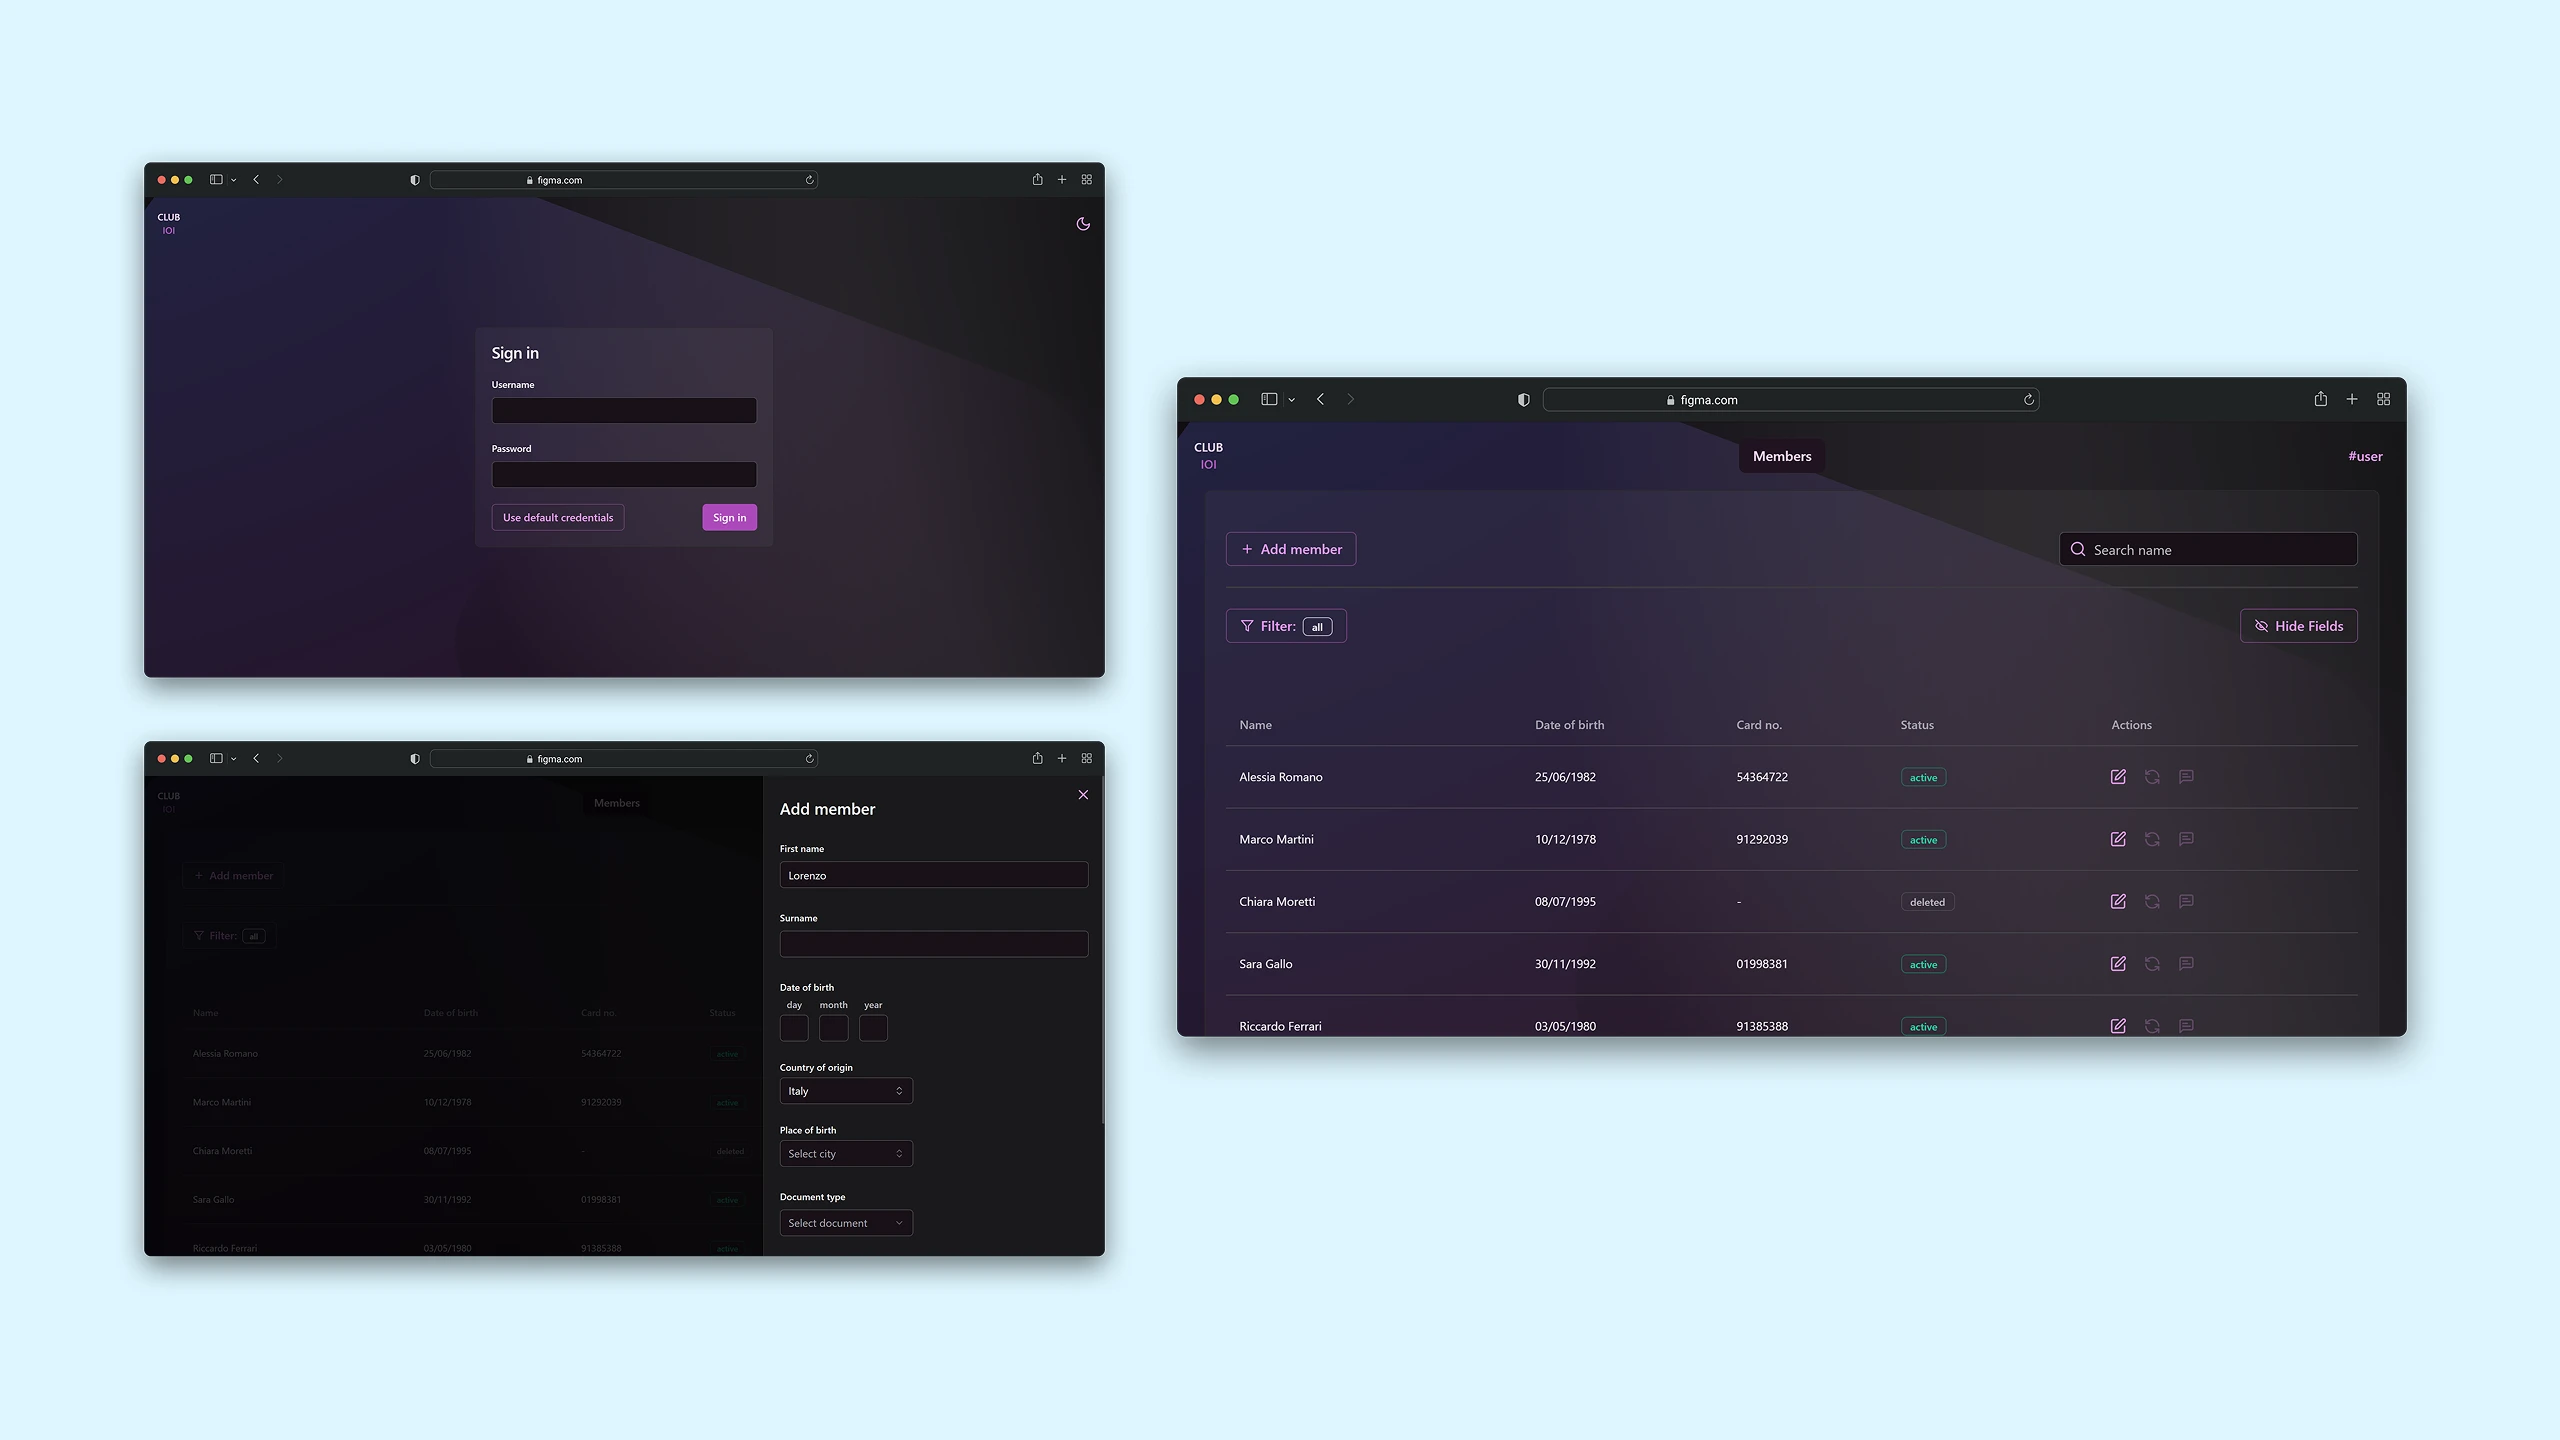 figma.com
CLUB
IOI
Sign in
Username
Password
Use default credentials
Sign in
figma.com
CLUB
IOI
Members
+ Add member
Filter: all
Name Date of birth Card no. Status
Alessia Romano 25/06/1982 54364722 active
Marco Martini 10/12/1978 91292039 active
Chiara Moretti 08/07/1995 - deleted
Sara Gallo 30/11/1992 01998381 active
Riccardo Ferrari 03/05/1980 91385388 active
Add member
First name
Lorenzo
Surname
Date of birth
day month year
Country of origin
Italy
Place of birth
Select city
Document type
Select document
figma.com
CLUB
IOI
Members
#user
+ Add member
Search name
Filter: all
Hide Fields
Name Date of birth Card no. Status Actions
Alessia Romano 25/06/1982 54364722 active
Marco Martini 10/12/1978 91292039 active
Chiara Moretti 08/07/1995 - deleted
Sara Gallo 30/11/1992 01998381 active
Riccardo Ferrari 03/05/1980 91385388 active